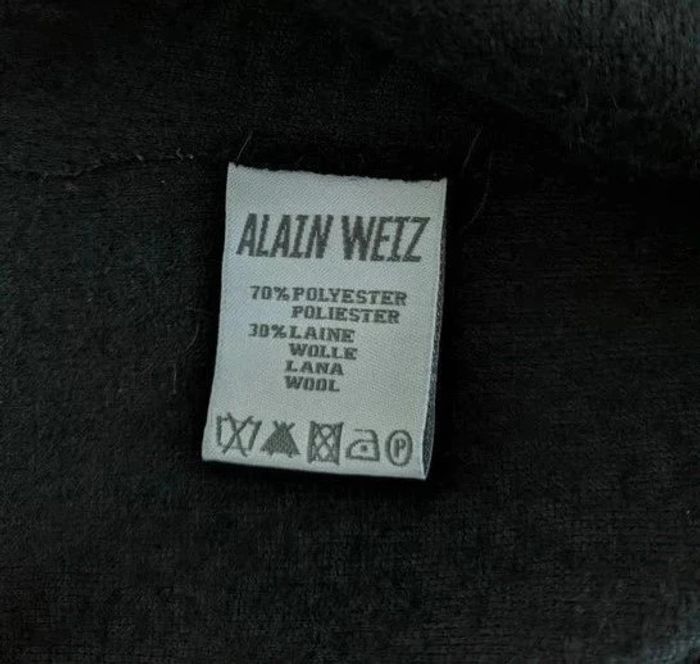 ALAIN WEIZ
70% POLYESTER
POLIESTER
30% LAINE
WOLLE
LANA
WOOL
P